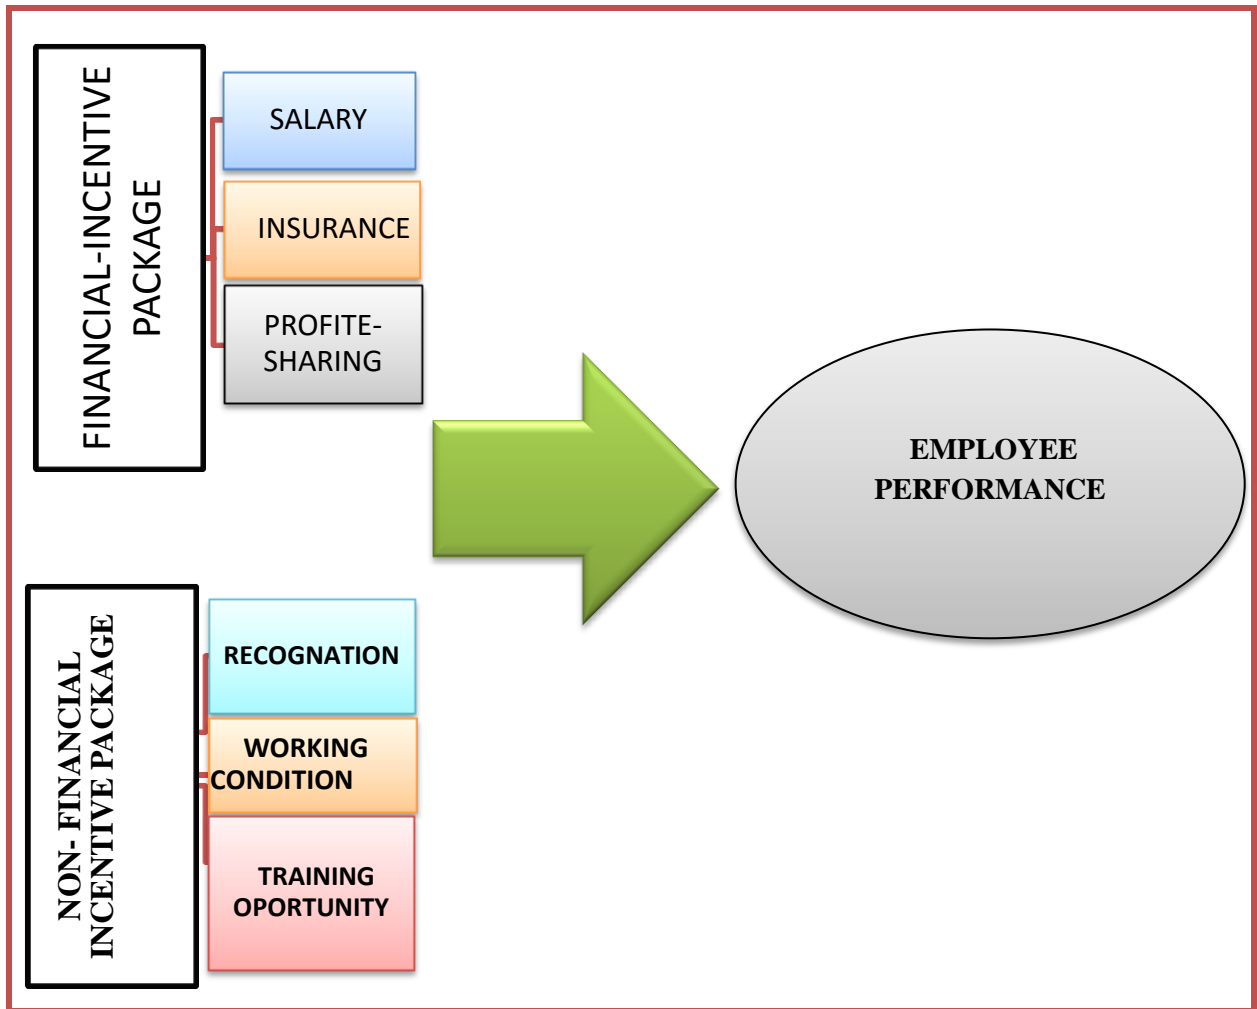 FINANCIAL-INCENTIVE
PACKAGE
SALARY
INSURANCE
PROFITE-
SHARING
EMPLOYEE
PERFORMANCE
NON- FINANCIAL
INCENTIVE PACKAGE
RECOGNATION
WORKING
CONDITION
TRAINING
OPORTUNITY